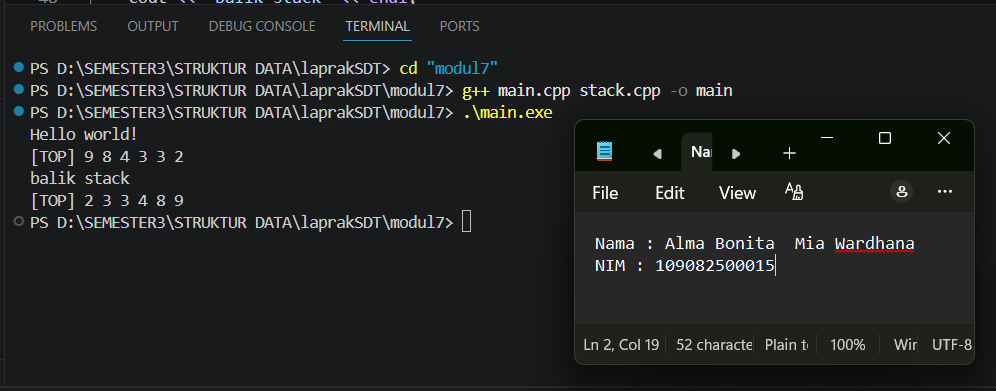 PROBLEMS OUTPUT DEBUG CONSOLE TERMINAL PORTS
PS D:\SEMESTER3\STRUKTUR DATA\laprakSDT> cd "modul7"
PS D:\SEMESTER3\STRUKTUR DATA\laprakSDT\modul7> g++ main.cpp stack.cpp -o main
PS D:\SEMESTER3\STRUKTUR DATA\laprakSDT\modul7> .\main.exe
Hello world!
[TOP] 9 8 4 3 3 2
balik stack
[TOP] 2 3 3 4 8 9
PS D:\SEMESTER3\STRUKTUR DATA\laprakSDT\modul7>
File Edit View
Nama : Alma Bonita  Mia Wardhana
NIM : 109082500015
Ln 2, Col 19 52 characte Plain t 100% Wir UTF-8